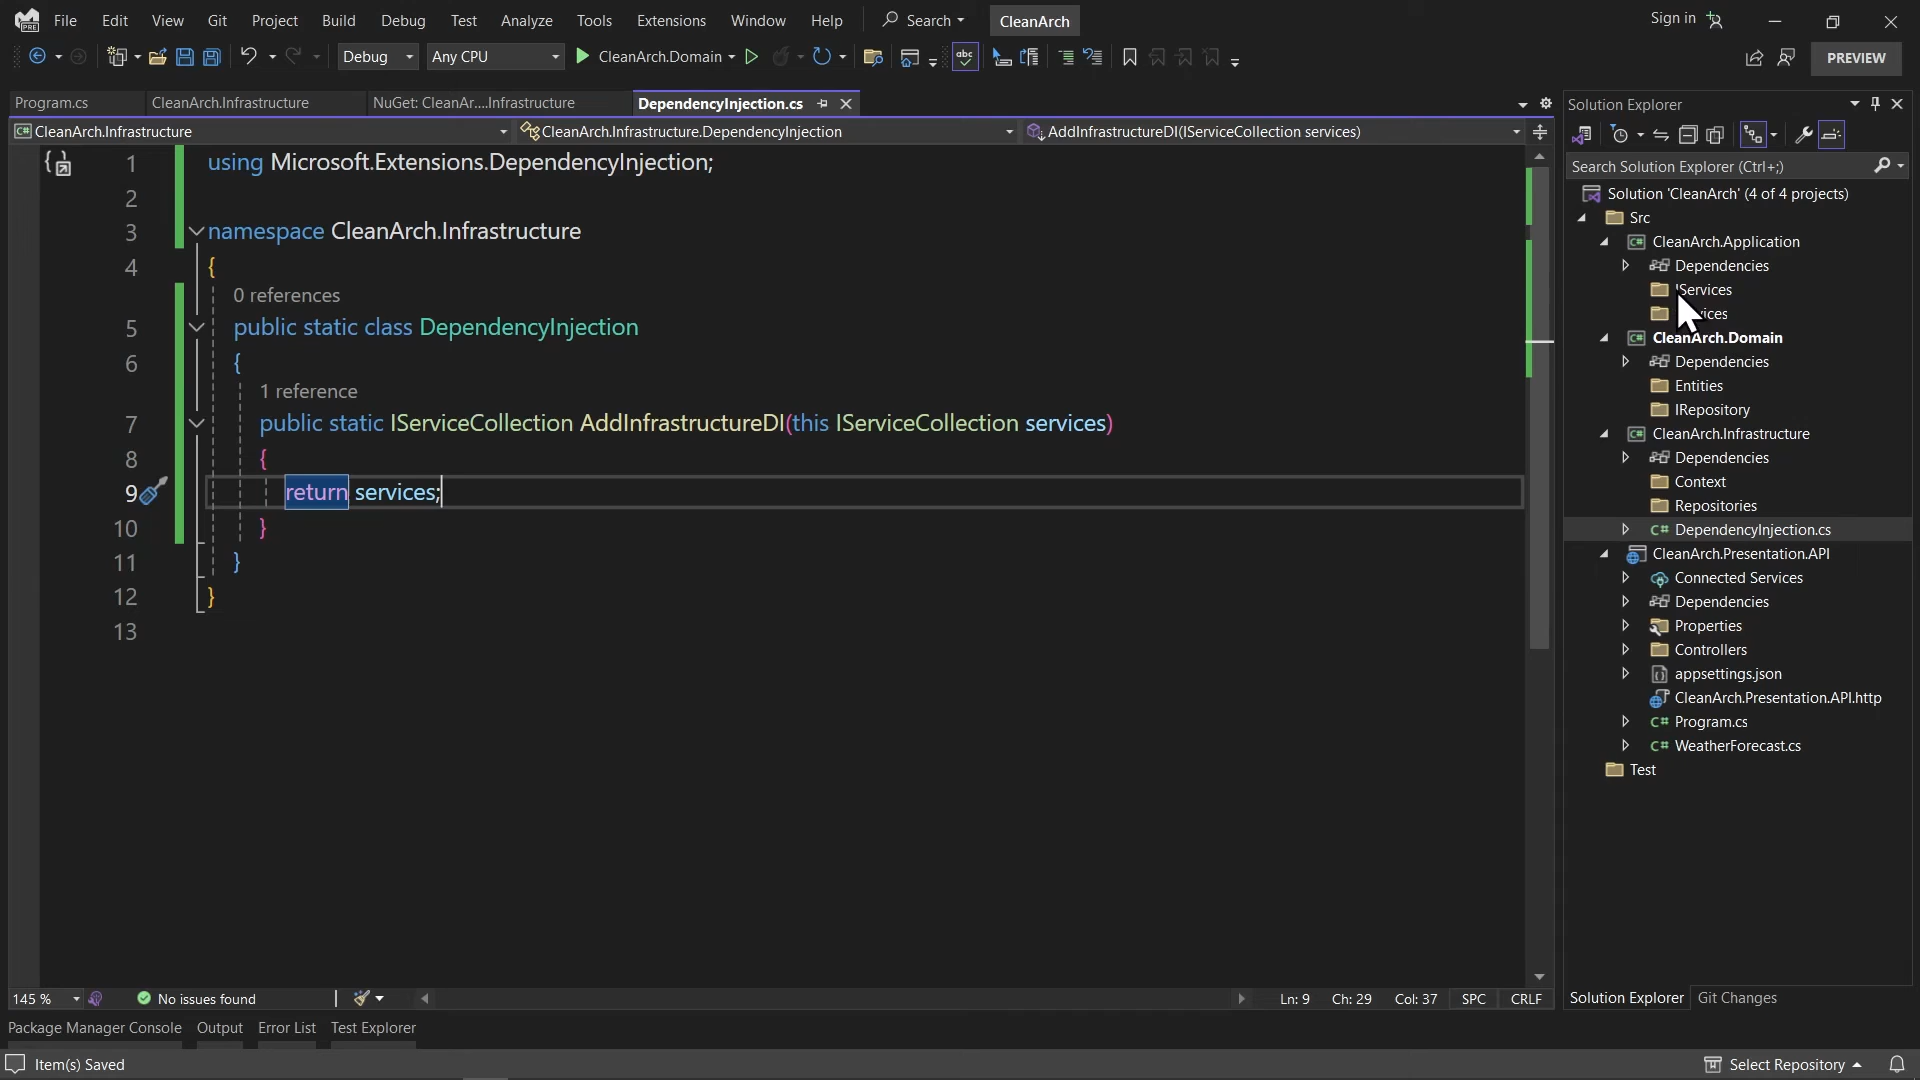 File Edit View Git Project Build Debug Test Analyze Tools Extensions Window Help Search CleanArch Sign in
PRE
Debug Any CPU CleanArch.Domain abc PREVIEW
Program.cs CleanArch.Infrastructure NuGet: CleanAr....Infrastructure DependencyInjection.cs
CleanArch.Infrastructure CleanArch.Infrastructure.DependencyInjection AddInfrastructureDI(IServiceCollection services)
1 using Microsoft.Extensions.DependencyInjection;
2
3 namespace CleanArch.Infrastructure
4 {
0 references
5 public static class DependencyInjection
6 {
1 reference
7 public static IServiceCollection AddInfrastructureDI(this IServiceCollection services)
8 {
9 return services;
10 }
11 }
12 }
13
145 % No issues found Ln: 9 Ch: 29 Col: 37 SPC CRLF
Package Manager Console Output Error List Test Explorer
Item(s) Saved
Solution Explorer
Search Solution Explorer (Ctrl+;)
Solution 'CleanArch' (4 of 4 projects)
Src
CleanArch.Application
Dependencies
IServices
CleanArch.Domain
Dependencies
Entities
IRepository
CleanArch.Infrastructure
Dependencies
Context
Repositories
DependencyInjection.cs
CleanArch.Presentation.API
Connected Services
Dependencies
Properties
Controllers
appsettings.json
CleanArch.Presentation.API.http
Program.cs
WeatherForecast.cs
Test
Solution Explorer Git Changes
Select Repository